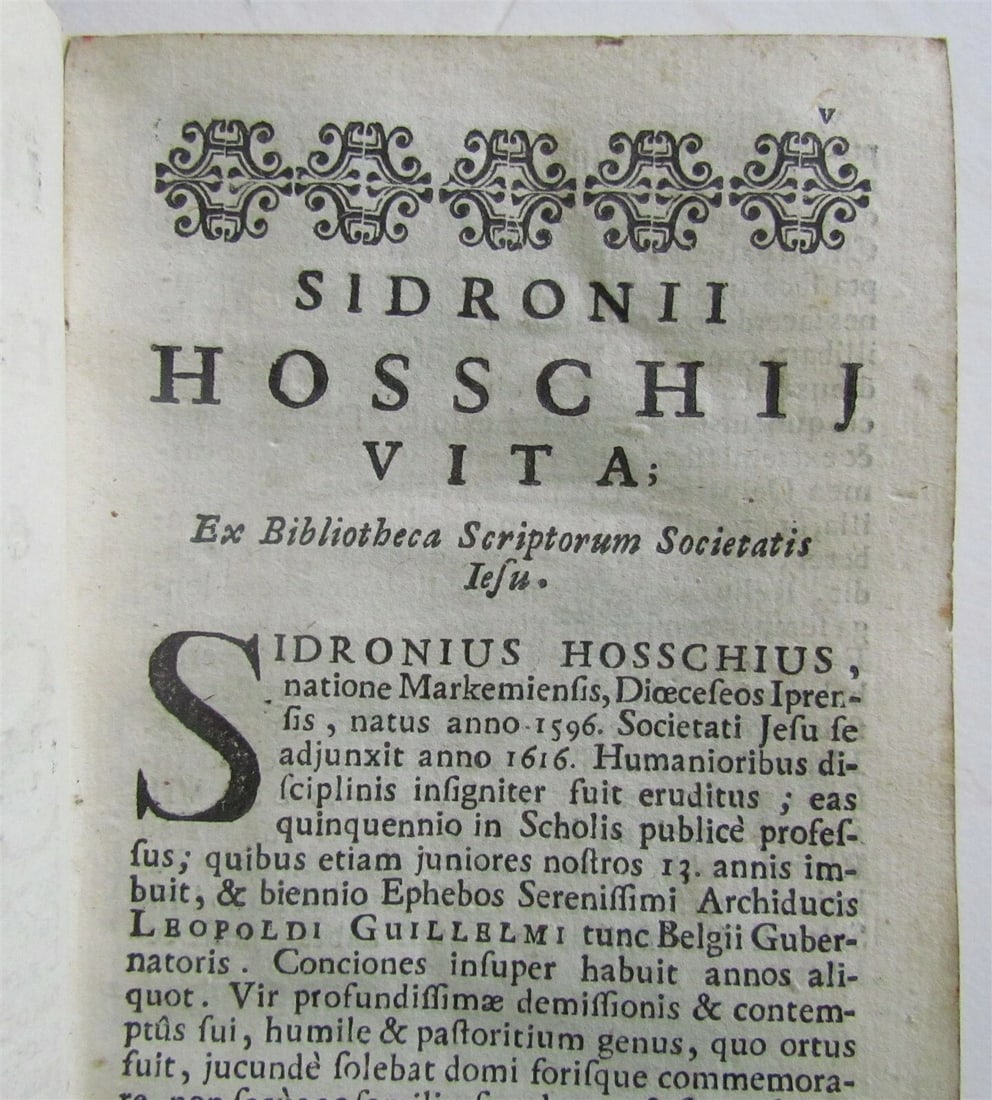 v
SIDRONII
HOSSCHIJ
VITA;
Ex Bibliotheca Scriptorum Societatis
Ieſu.
SIDRONIUS HOSSCHIUS,
natione Markemienſis, Diœceſeos Ipren-
ſis, natus anno 1596. Societati Jeſu ſe
adjunxit anno 1616. Humanioribus di-
ſciplinis inſigniter fuit eruditus ; eas
quinquennio in Scholis publicè profeſ-
ſus; quibus etiam juniores noſtros 13. annis im-
buit, & biennio Ephebos Sereniſſimi Archiducis
LEOPOLDI GUILLELMI tunc Belgii Guber-
natoris. Conciones inſuper habuit annos ali-
quot. Vir profundiſſimæ demiſſionis & contem-
ptûs ſui, humile & paſtoritium genus, quo ortus
fuit, jucundè ſolebat domi foriſque commemora-
re